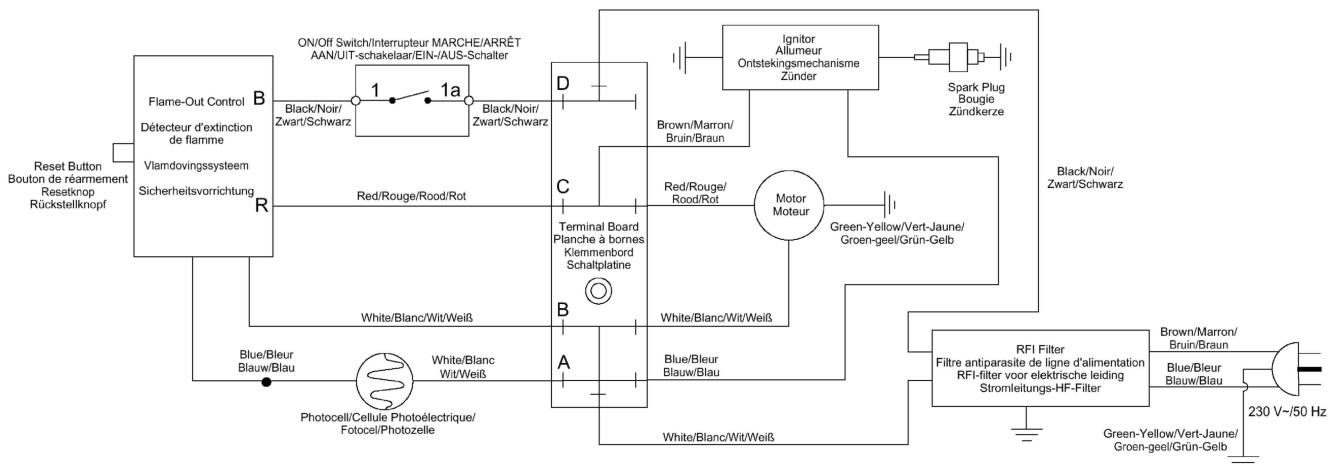 ON/Off Switch/Interrupteur MARCHE/ARRÊT
AAN/UIT-schakelaar/EIN-/AUS-Schalter
Flame-Out Control
B
Détecteur d'extinction
de flamme
Vlamdovingssysteem
Sicherheitsvorrichtung
R
Reset Button
Bouton de réarmement
Resetknop
Rückstellknopf
Black/Noir/
Zwart/Schwarz
1
1a
Black/Noir/
Zwart/Schwarz
D
Ignitor
Allumeur
Ontstekingsmechanisme
Zünder
Spark Plug
Bougie
Zündkerze
Brown/Marron/
Bruin/Braun
Black/Noir/
Zwart/Schwarz
Red/Rouge/Rood/Rot
C
Red/Rouge/
Rood/Rot
Motor
Moteur
Green-Yellow/Vert-Jaune/
Groen-geel/Grün-Gelb
Terminal Board
Planche à bornes
Klemmenbord
Schaltplatine
White/Blanc/Wit/Weiß
B
White/Blanc/Wit/Weiß
Blue/Bleur
Blauw/Blau
White/Blanc
Wit/Weiß
A
Blue/Bleur
Blauw/Blau
Photocell/Cellule Photoélectrique/
Fotocel/Photozelle
White/Blanc/Wit/Weiß
RFI Filter
Filtre antiparasite de ligne d'alimentation
RFI-filter voor elektrische leiding
Stromleitungs-HF-Filter
Brown/Marron/
Bruin/Braun
Blue/Bleur
Blauw/Blau
230 V~/50 Hz
Green-Yellow/Vert-Jaune/
Groen-geel/Grün-Gelb